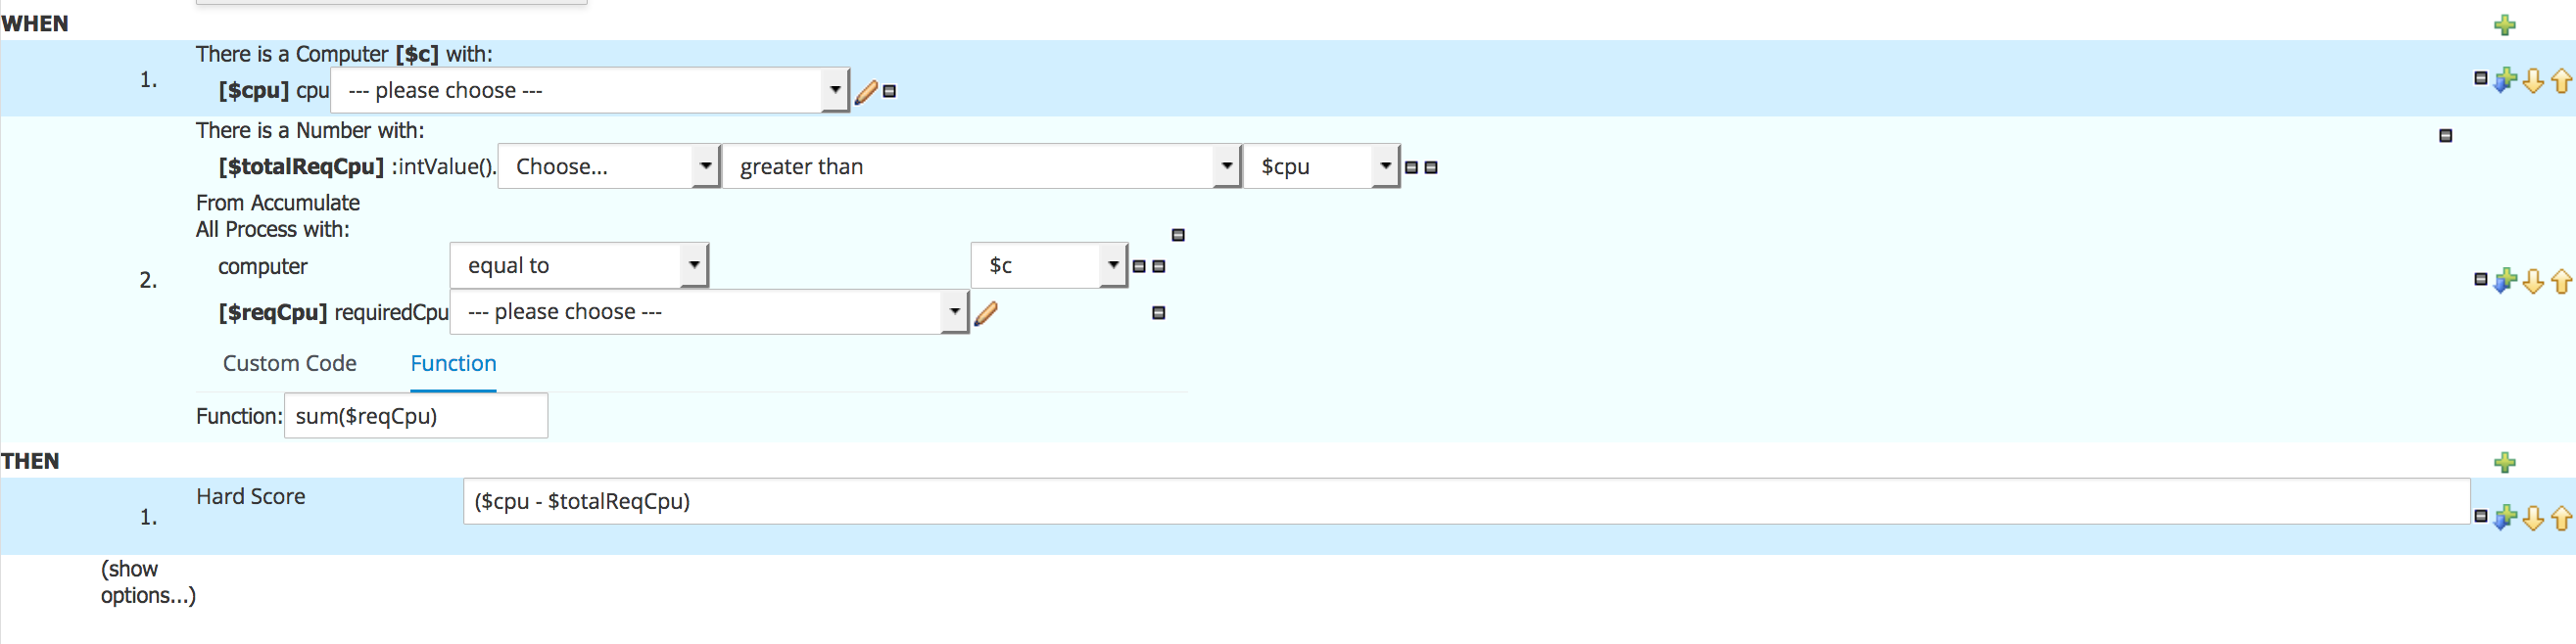 WHEN
There is a Computer [$c] with:
1.
[$cpu] cpu --- please choose ---
There is a Number with:
[$totalReqCpu] :intValue(). Choose... greater than $cpu
From Accumulate
All Process with:
computer equal to $c
2.
[$reqCpu] requiredCpu --- please choose ---
Custom Code Function
Function: sum($reqCpu)
THEN
Hard Score ($cpu - $totalReqCpu)
1.
(show
options...)